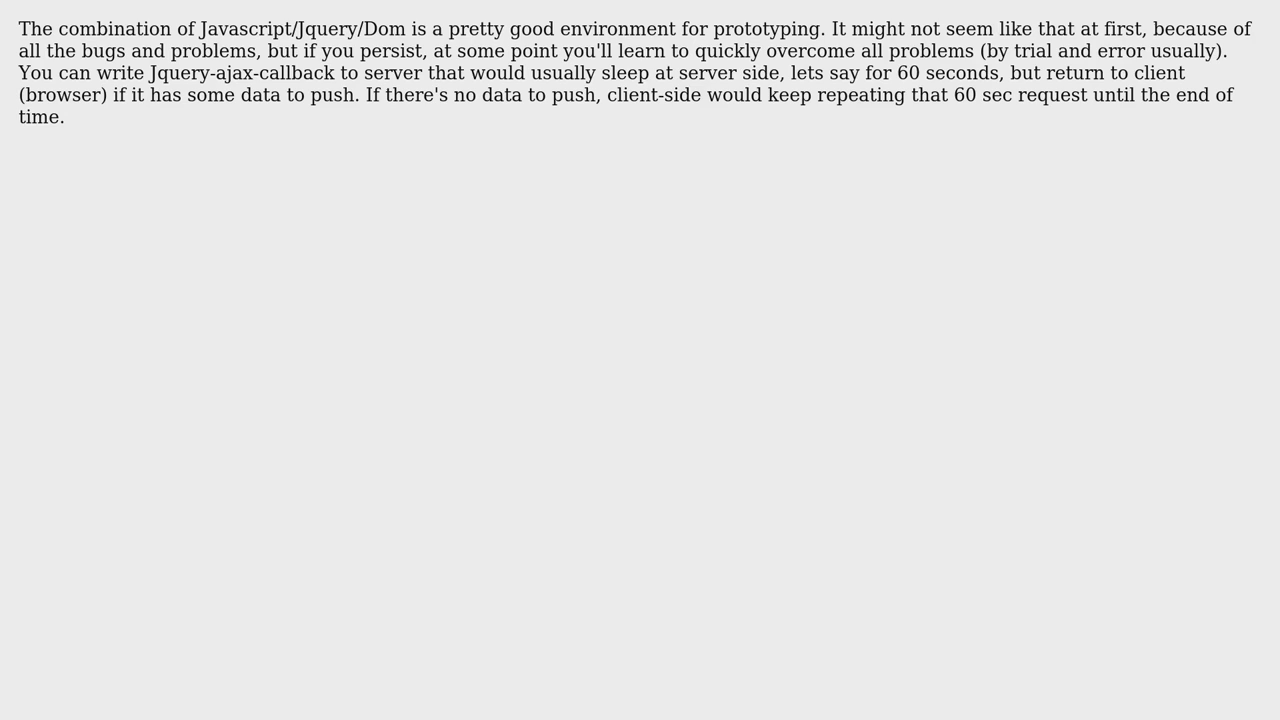 The combination of Javascript/Jquery/Dom is a pretty good environment for prototyping. It might not seem like that at first, because of
all the bugs and problems, but if you persist, at some point you'll learn to quickly overcome all problems (by trial and error usually).
You can write Jquery-ajax-callback to server that would usually sleep at server side, lets say for 60 seconds, but return to client
(browser) if it has some data to push. If there's no data to push, client-side would keep repeating that 60 sec request until the end of
time.